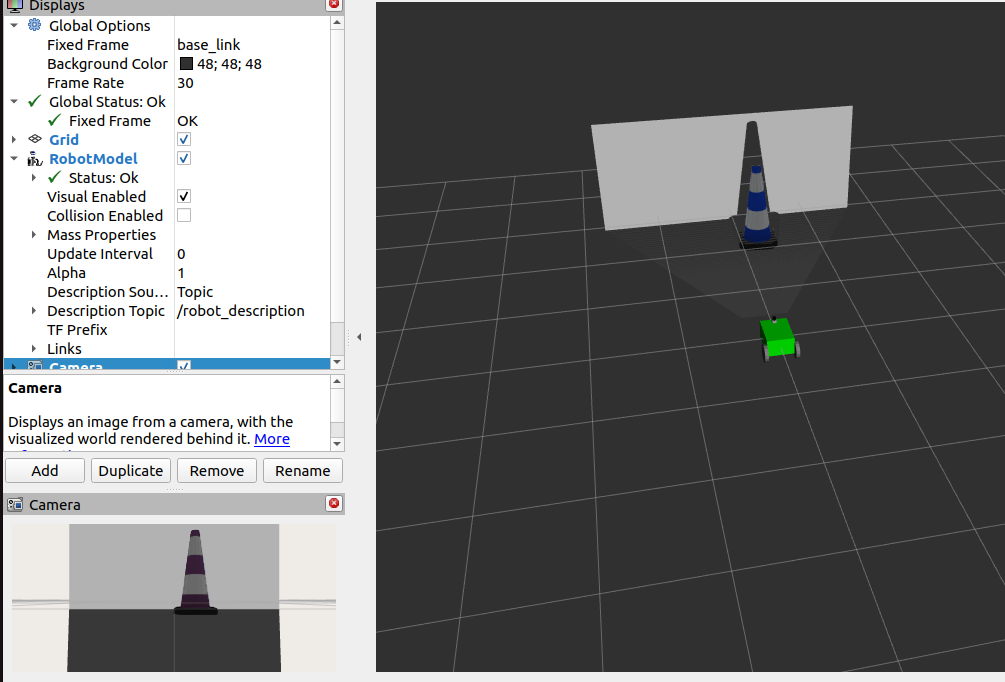 Displays
Global Options
Fixed Frame base_link
Background Color 48; 48; 48
Frame Rate 30
Global Status: Ok
Fixed Frame OK
Grid
RobotModel
Status: Ok
Visual Enabled
Collision Enabled
Mass Properties
Update Interval 0
Alpha 1
Description Sou... Topic
Description Topic /robot_description
TF Prefix
Links
Camera
Camera
Displays an image from a camera, with the
visualized world rendered behind it. More
Add Duplicate Remove Rename
Camera